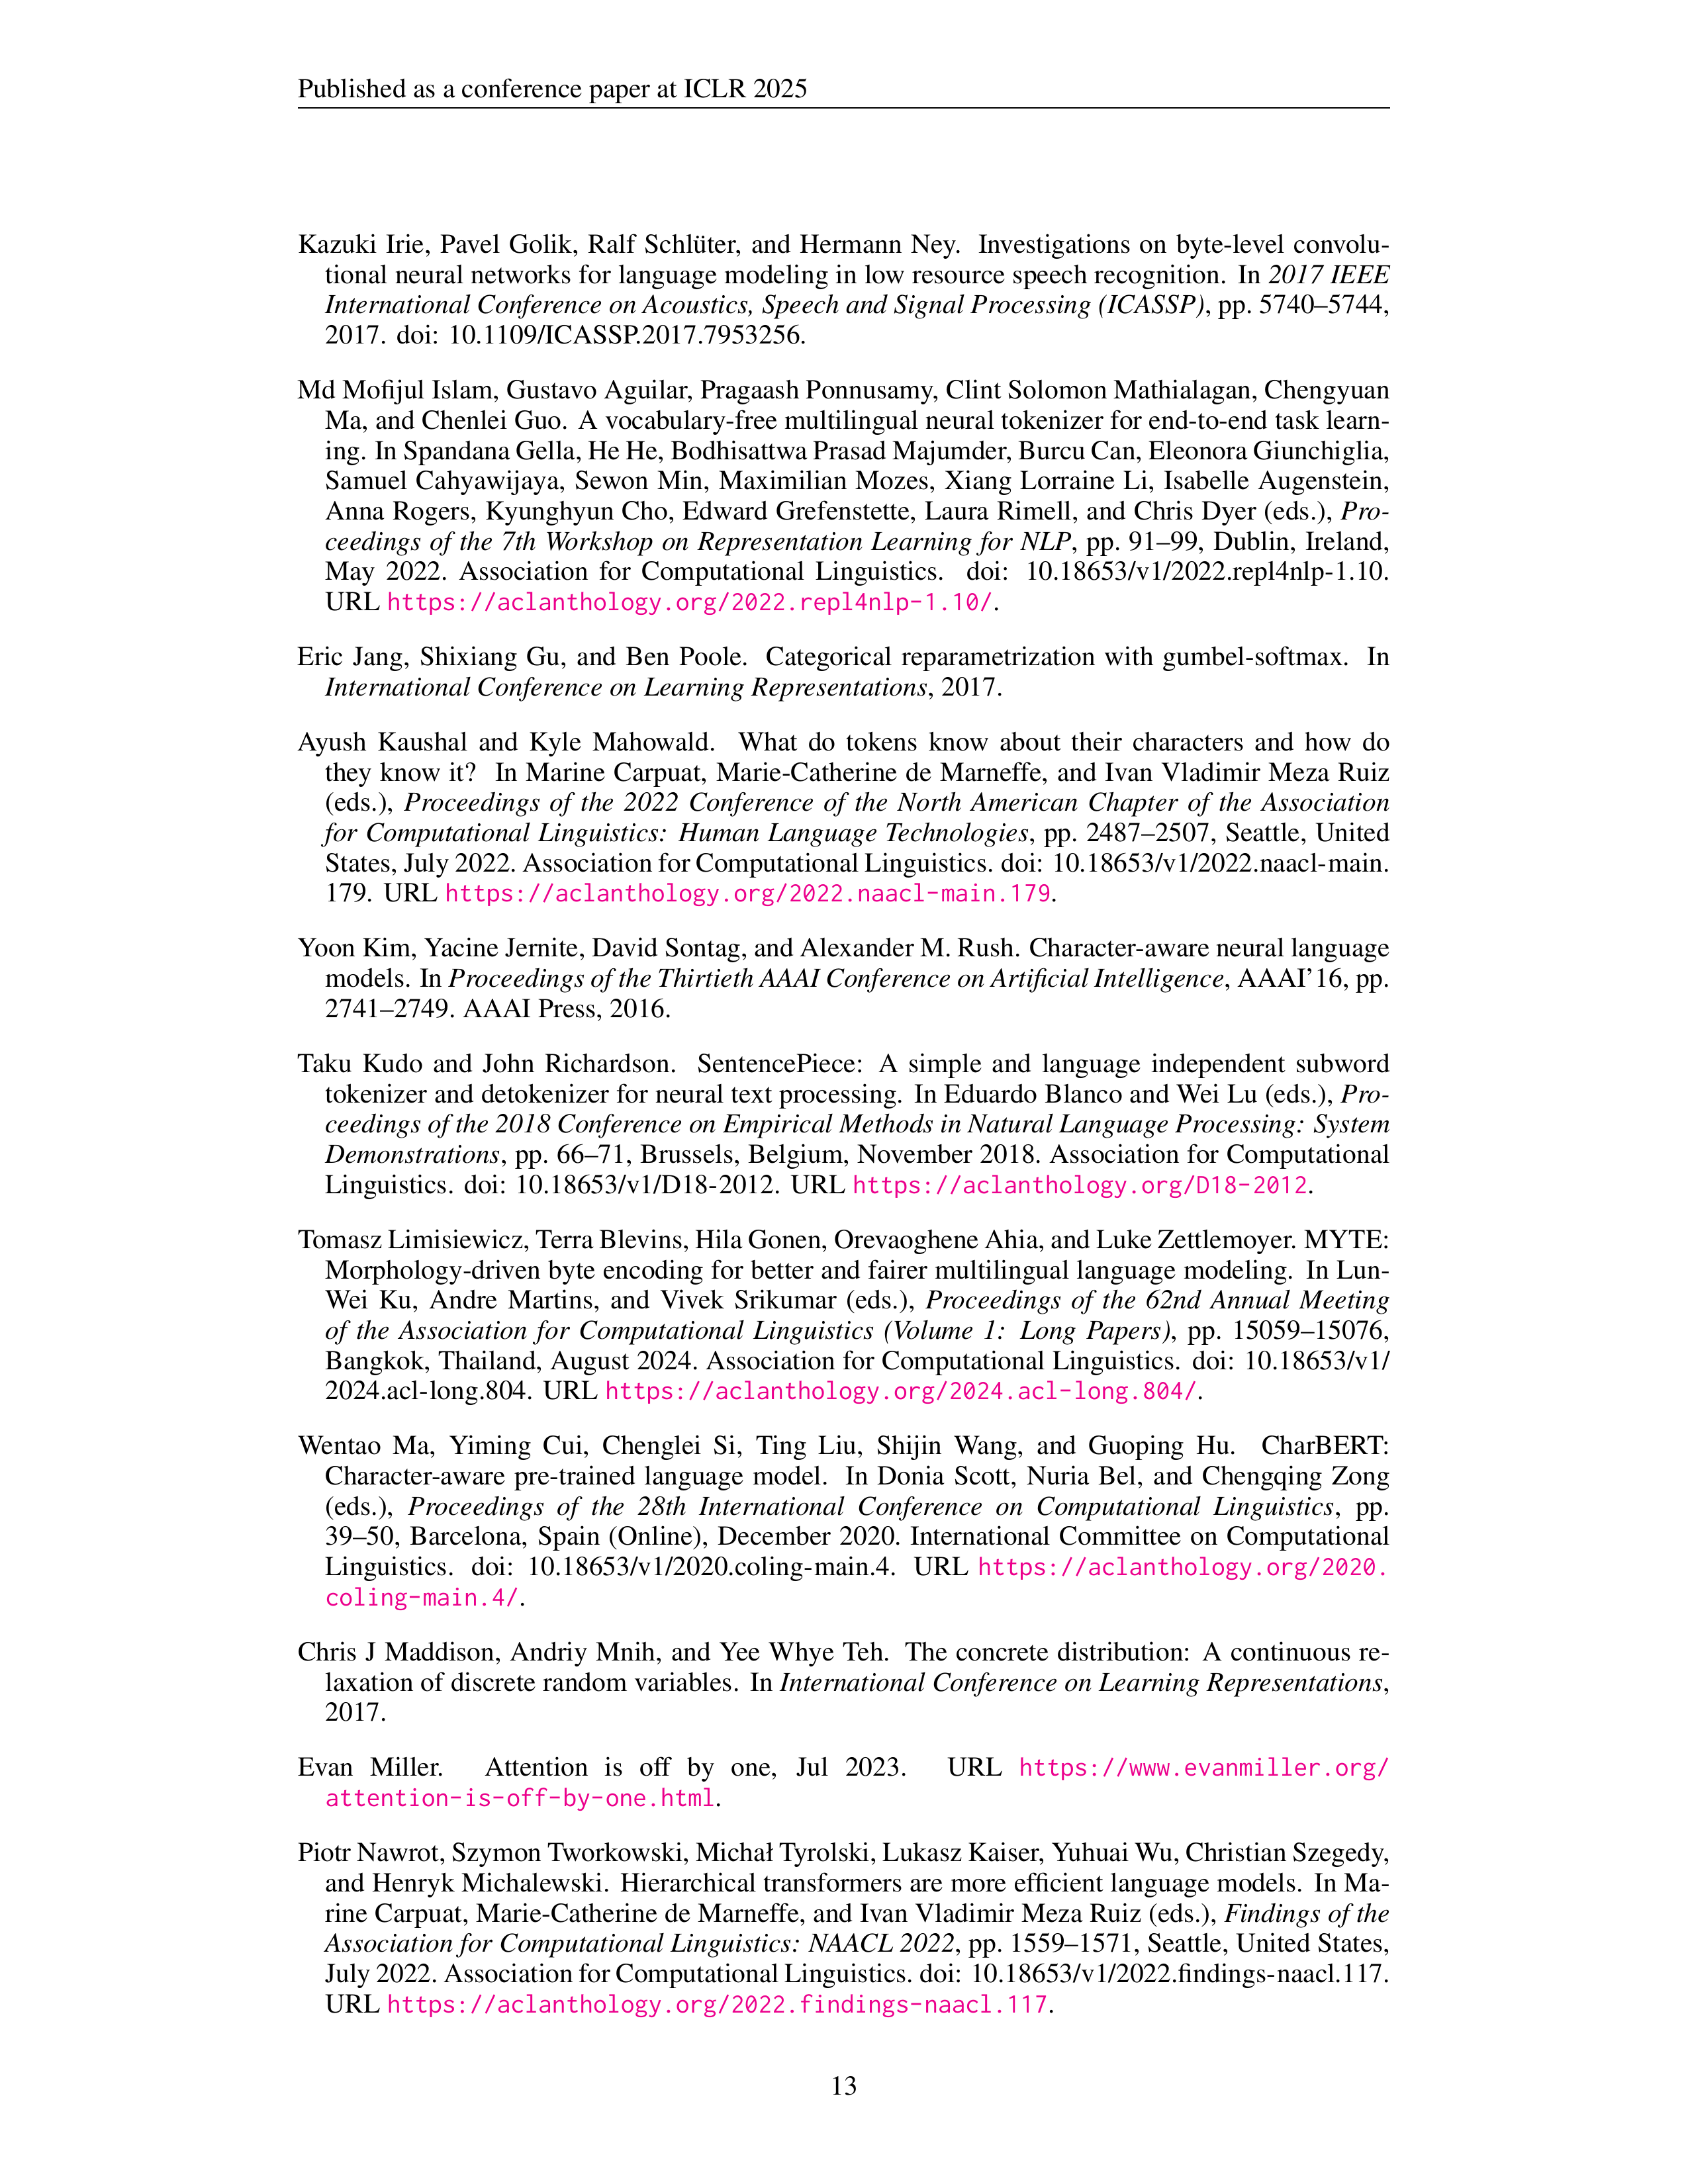 Published as a conference paper at ICLR 2025
Kazuki Irie, Pavel Golik, Ralf Schlüter, and Hermann Ney. Investigations on byte-level convolu-
tional neural networks for language modeling in low resource speech recognition. In 2017 IEEE
International Conference on Acoustics, Speech and Signal Processing (ICASSP), pp. 5740–5744,
2017. doi: 10.1109/ICASSP.2017.7953256.
Md Mofijul Islam, Gustavo Aguilar, Pragaash Ponnusamy, Clint Solomon Mathialagan, Chengyuan
Ma, and Chenlei Guo. A vocabulary-free multilingual neural tokenizer for end-to-end task learn-
ing. In Spandana Gella, He He, Bodhisattwa Prasad Majumder, Burcu Can, Eleonora Giunchiglia,
Samuel Cahyawijaya, Sewon Min, Maximilian Mozes, Xiang Lorraine Li, Isabelle Augenstein,
Anna Rogers, Kyunghyun Cho, Edward Grefenstette, Laura Rimell, and Chris Dyer (eds.), Pro-
ceedings of the 7th Workshop on Representation Learning for NLP, pp. 91–99, Dublin, Ireland,
May 2022. Association for Computational Linguistics. doi: 10.18653/v1/2022.repl4nlp-1.10.
URL https://aclanthology.org/2022.repl4nlp-1.10/.
Eric Jang, Shixiang Gu, and Ben Poole. Categorical reparametrization with gumbel-softmax. In
International Conference on Learning Representations, 2017.
Ayush Kaushal and Kyle Mahowald. What do tokens know about their characters and how do
they know it? In Marine Carpuat, Marie-Catherine de Marneffe, and Ivan Vladimir Meza Ruiz
(eds.), Proceedings of the 2022 Conference of the North American Chapter of the Association
for Computational Linguistics: Human Language Technologies, pp. 2487–2507, Seattle, United
States, July 2022. Association for Computational Linguistics. doi: 10.18653/v1/2022.naacl-main.
179. URL https://aclanthology.org/2022.naacl-main.179.
Yoon Kim, Yacine Jernite, David Sontag, and Alexander M. Rush. Character-aware neural language
models. In Proceedings of the Thirtieth AAAI Conference on Artificial Intelligence, AAAI'16, pp.
2741–2749. AAAI Press, 2016.
Taku Kudo and John Richardson. SentencePiece: A simple and language independent subword
tokenizer and detokenizer for neural text processing. In Eduardo Blanco and Wei Lu (eds.), Pro-
ceedings of the 2018 Conference on Empirical Methods in Natural Language Processing: System
Demonstrations, pp. 66–71, Brussels, Belgium, November 2018. Association for Computational
Linguistics. doi: 10.18653/v1/D18-2012. URL https://aclanthology.org/D18-2012.
Tomasz Limisiewicz, Terra Blevins, Hila Gonen, Orevaoghene Ahia, and Luke Zettlemoyer. MYTE:
Morphology-driven byte encoding for better and fairer multilingual language modeling. In Lun-
Wei Ku, Andre Martins, and Vivek Srikumar (eds.), Proceedings of the 62nd Annual Meeting
of the Association for Computational Linguistics (Volume 1: Long Papers), pp. 15059–15076,
Bangkok, Thailand, August 2024. Association for Computational Linguistics. doi: 10.18653/v1/
2024.acl-long.804. URL https://aclanthology.org/2024.acl-long.804/.
Wentao Ma, Yiming Cui, Chenglei Si, Ting Liu, Shijin Wang, and Guoping Hu. CharBERT:
Character-aware pre-trained language model. In Donia Scott, Nuria Bel, and Chengqing Zong
(eds.), Proceedings of the 28th International Conference on Computational Linguistics, pp.
39–50, Barcelona, Spain (Online), December 2020. International Committee on Computational
Linguistics. doi: 10.18653/v1/2020.coling-main.4. URL https://aclanthology.org/2020.
coling-main.4/.
Chris J Maddison, Andriy Mnih, and Yee Whye Teh. The concrete distribution: A continuous re-
laxation of discrete random variables. In International Conference on Learning Representations,
2017.
Evan Miller. Attention is off by one, Jul 2023. URL https://www.evanmiller.org/
attention-is-off-by-one.html.
Piotr Nawrot, Szymon Tworkowski, Michał Tyrolski, Lukasz Kaiser, Yuhuai Wu, Christian Szegedy,
and Henryk Michalewski. Hierarchical transformers are more efficient language models. In Ma-
rine Carpuat, Marie-Catherine de Marneffe, and Ivan Vladimir Meza Ruiz (eds.), Findings of the
Association for Computational Linguistics: NAACL 2022, pp. 1559–1571, Seattle, United States,
July 2022. Association for Computational Linguistics. doi: 10.18653/v1/2022.findings-naacl.117.
URL https://aclanthology.org/2022.findings-naacl.117.
13